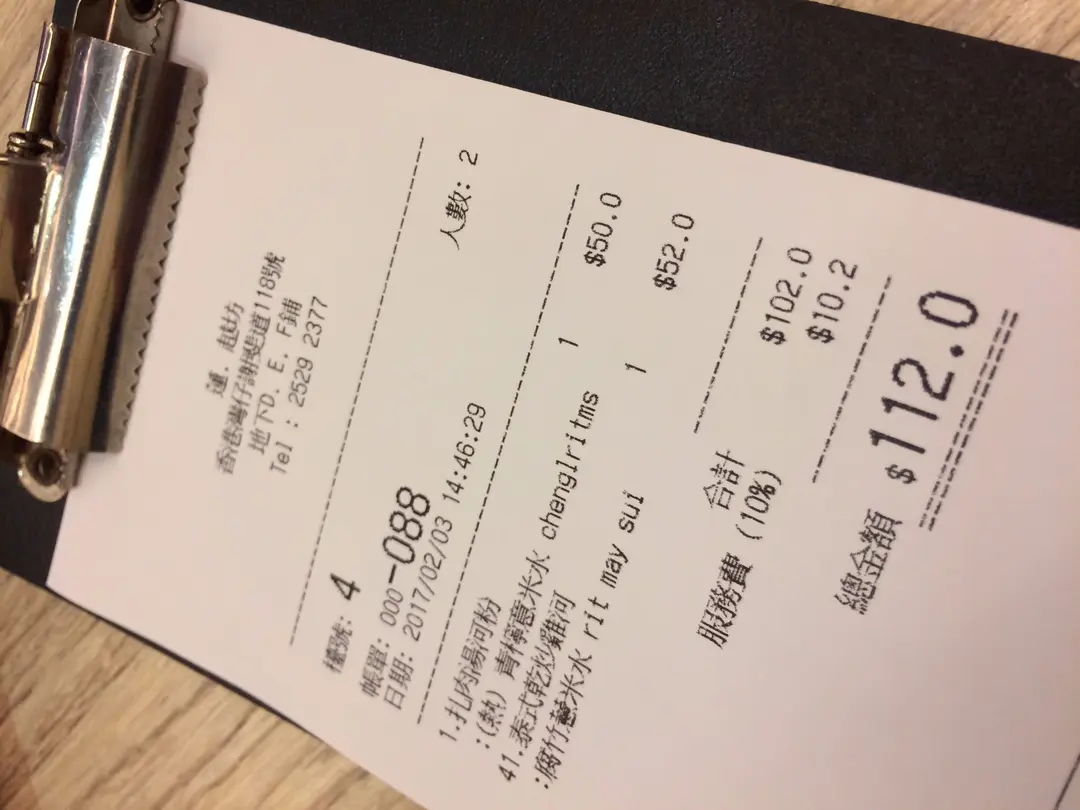 蓮. 越坊
香港灣仔謝斐道118號
地下D. E. F鋪
Tel : 2529 2377
檯號: 4 人數: 2
帳單: 000-088
日期: 2017/02/03 14:46:29
1.扎肉湯河粉 1 $50.0
:(熱) 青檸薏米水 chenglritms
41.泰式乾炒雞河 1 $52.0
:腐竹薏米水 rit may sui
合計 $102.0
服務費 (10%) $10.2
總金額 $112.0